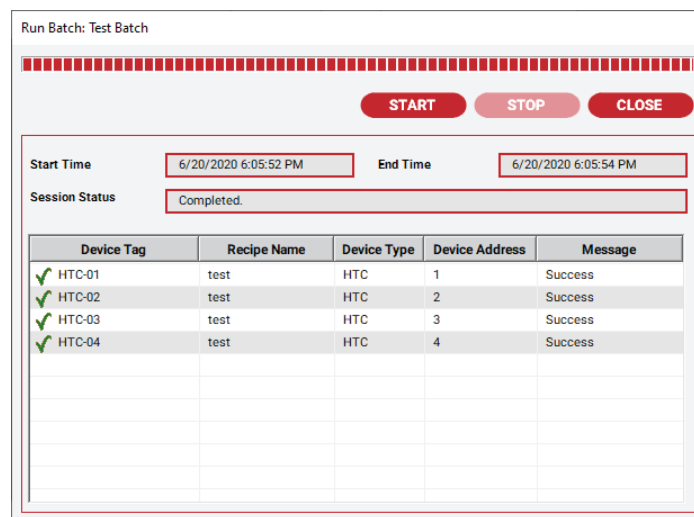 Run Batch: Test Batch
START STOP CLOSE
Start Time 6/20/2020 6:05:52 PM End Time 6/20/2020 6:05:54 PM
Session Status Completed.
Device Tag Recipe Name Device Type Device Address Message
HTC-01 test HTC 1 Success
HTC-02 test HTC 2 Success
HTC-03 test HTC 3 Success
HTC-04 test HTC 4 Success